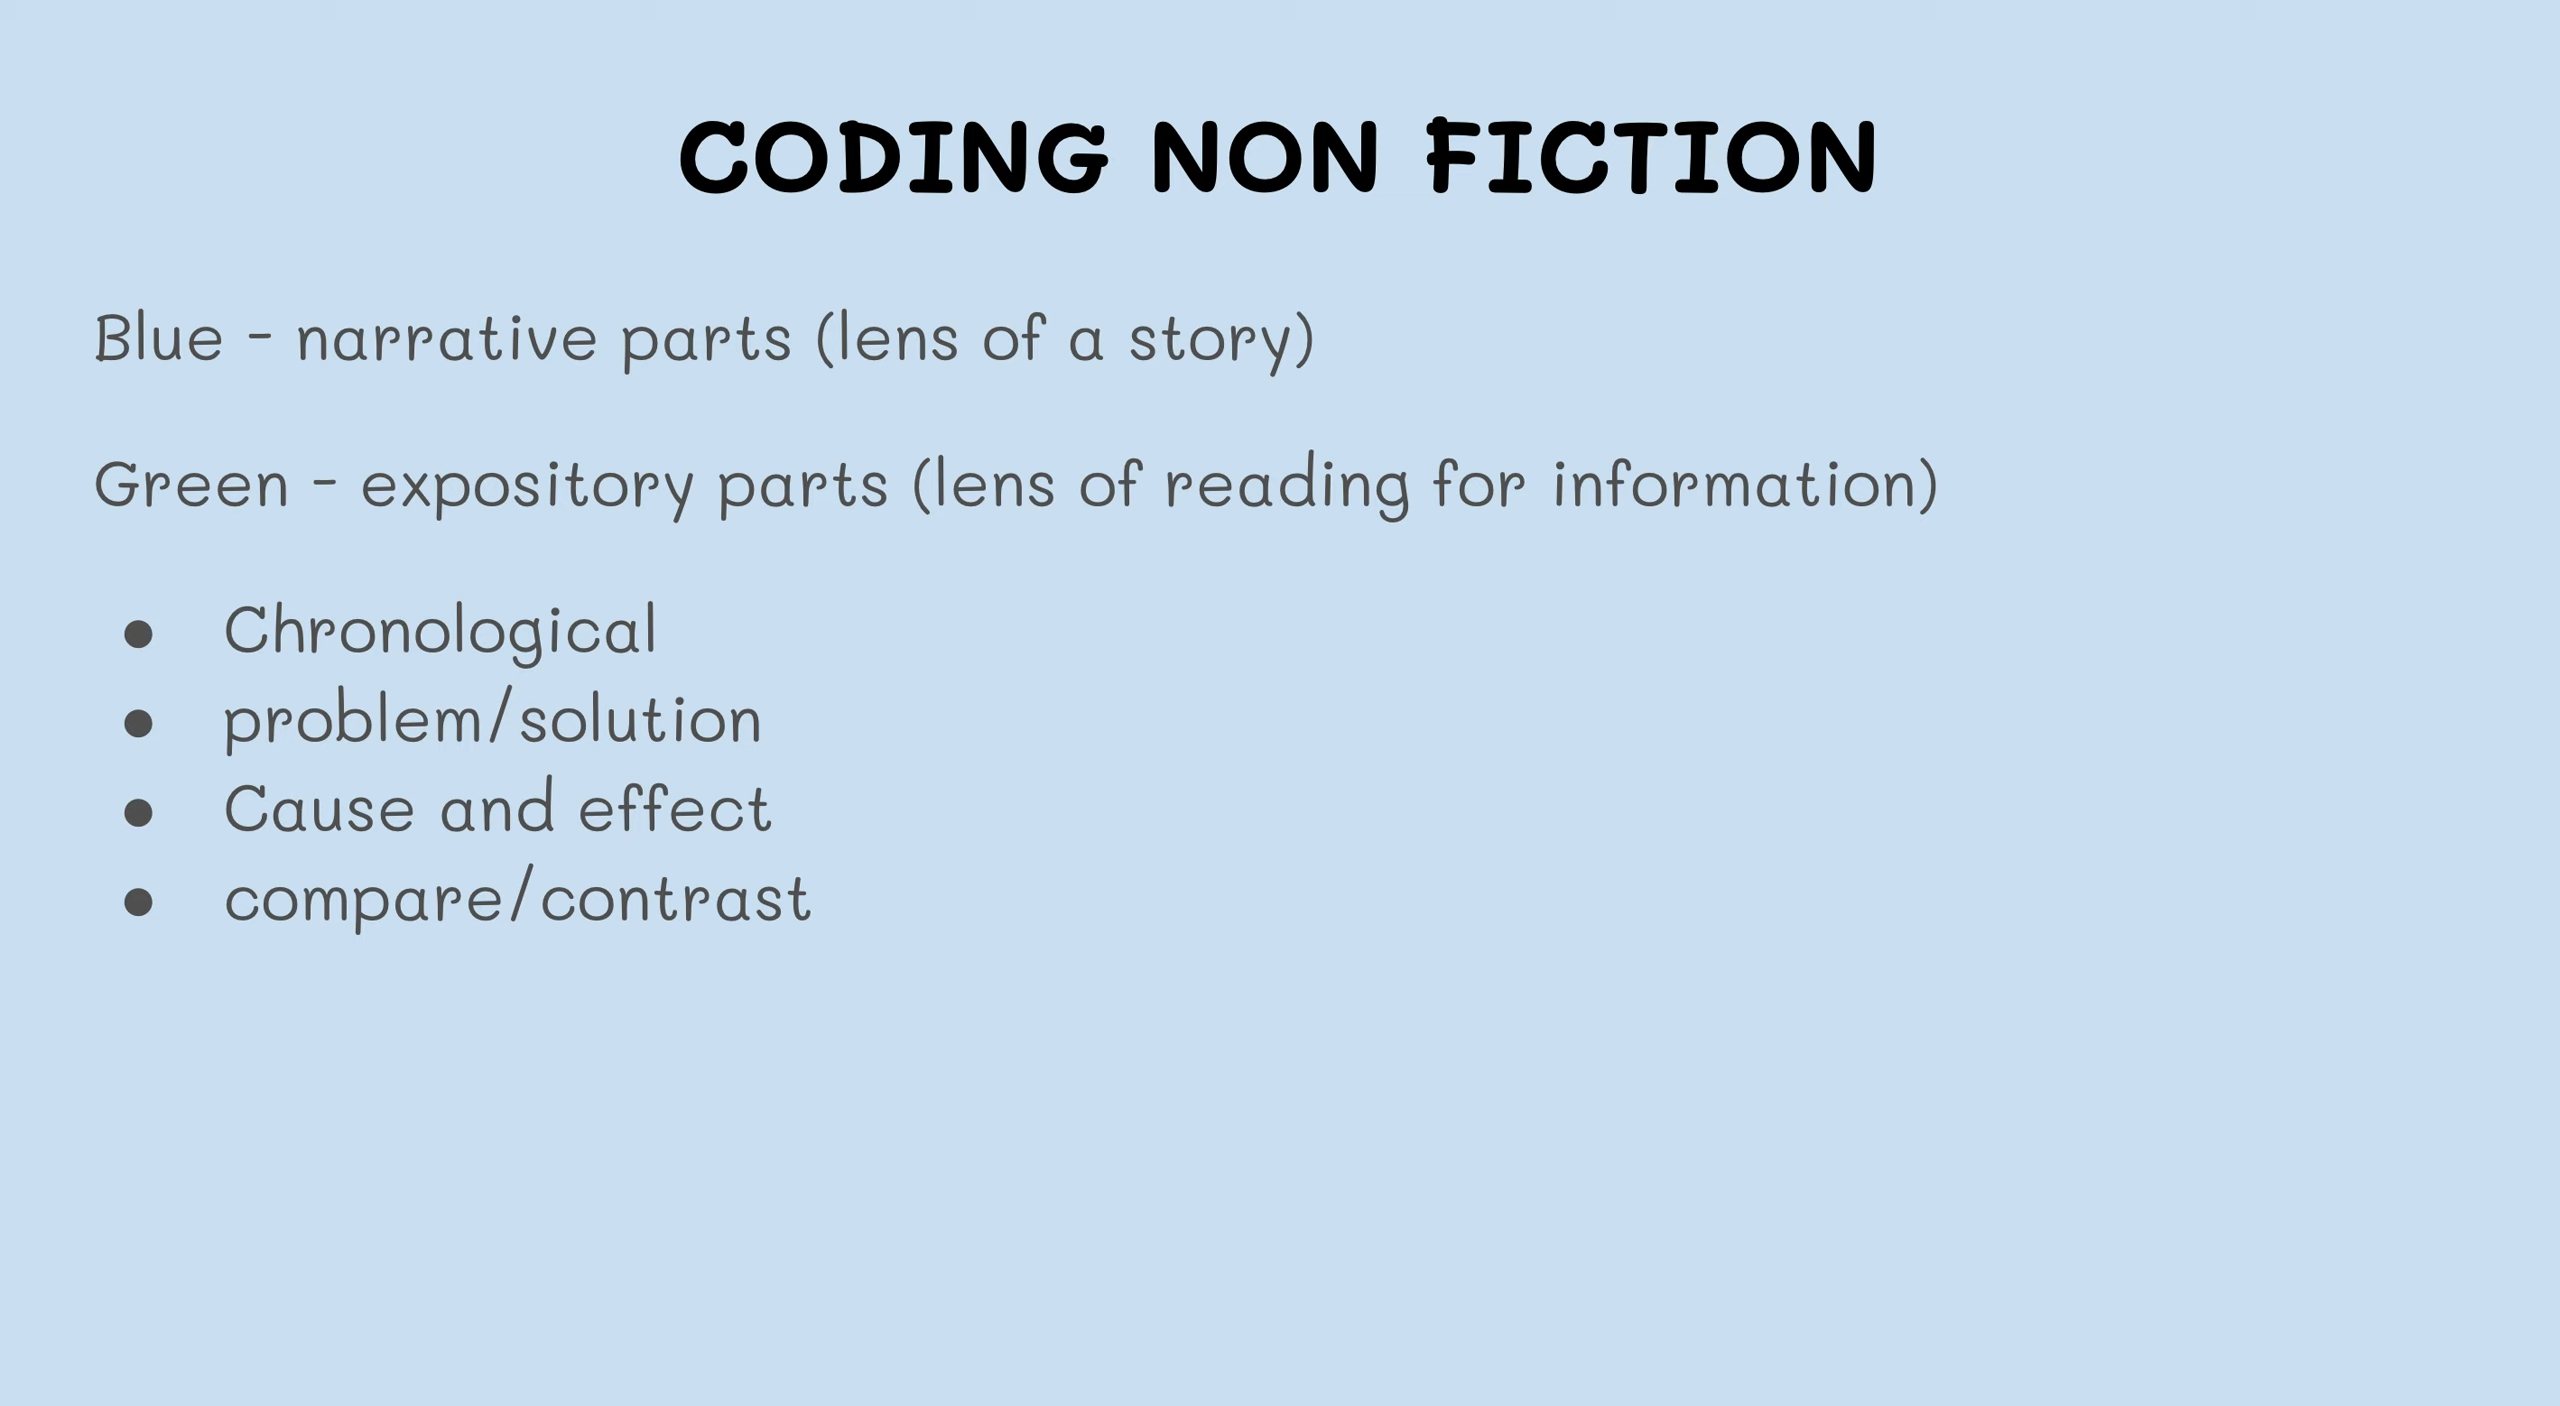 CODING NON FICTION
Blue - narrative parts (lens of a story)
Green - expository parts (lens of reading for information)
● Chronological
● problem/solution
● Cause and effect
● compare/contrast